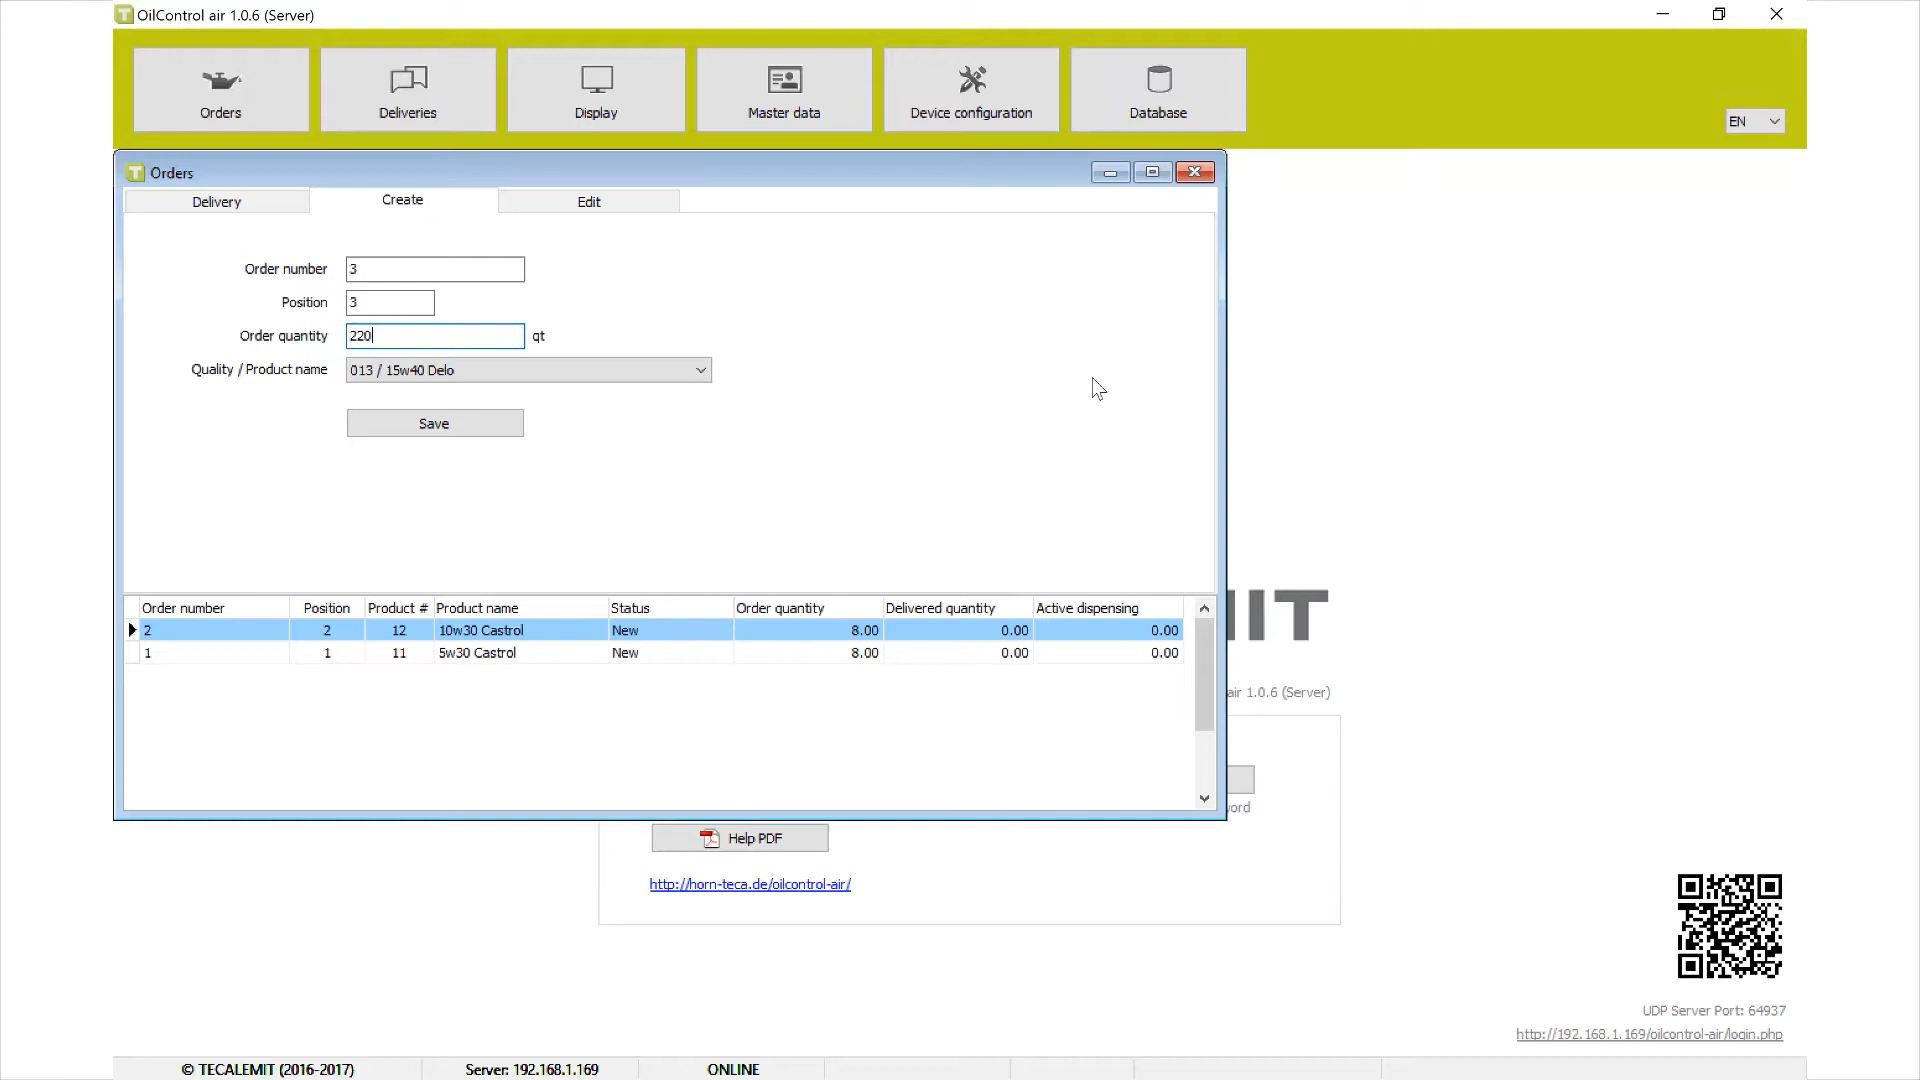 OilControl air 1.0.6 (Server)
Orders
Deliveries
Display
Master data
Device configuration
Database
EN
Orders
Delivery
Create
Edit
Order number
3
Position
3
Order quantity
220
qt
Quality / Product name
013 / 15w40 Delo
Save
Order number Position Product # Product name Status Order quantity Delivered quantity Active dispensing
2 2 12 10w30 Castrol New 8.00 0.00 0.00
1 1 11 5w30 Castrol New 8.00 0.00 0.00
IIT
air 1.0.6 (Server)
ord
Help PDF
http://horn-teca.de/oilcontrol-air/
UDP Server Port: 64937
http://192.168.1.169/oilcontrol-air/login.php
© TECALEMIT (2016-2017)
Server: 192.168.1.169
ONLINE